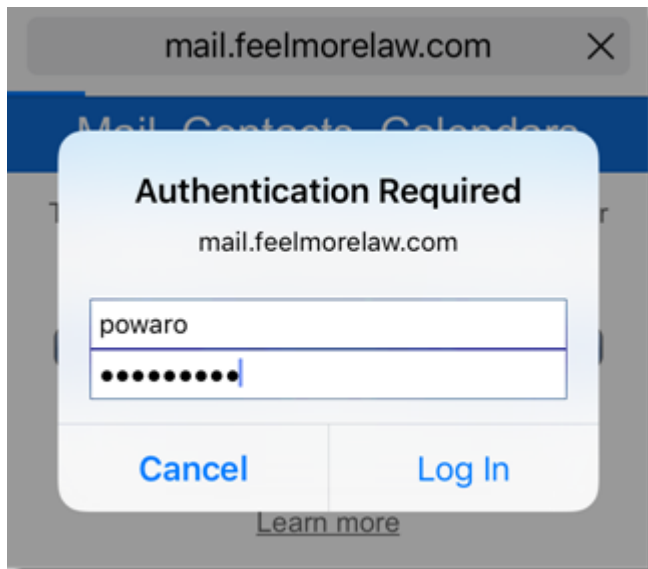 mail.feelmorelaw.com
Mail Contacts Calendars
Authentication Required
mail.feelmorelaw.com
powaro
•••••••••
Cancel
Log In
Learn more